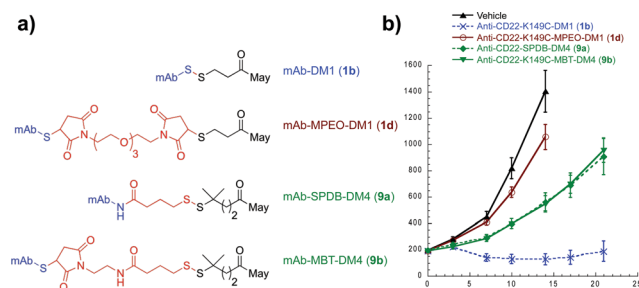 a)
mAb
S
S
O
May
mAb-DM1 (1b)
mAb
S
O
O
N
O
3
N
O
O
S
O
May
mAb-MPEO-DM1 (1d)
mAb
N
H
O
S
S
2
O
May
mAb-SPDB-DM4 (9a)
mAb
S
O
O
N
H
N
O
S
S
2
O
May
mAb-MBT-DM4 (9b)
b)
Vehicle
Anti-CD22-K149C-DM1 (1b)
Anti-CD22-K149C-MPEO-DM1 (1d)
Anti-CD22-SPDB-DM4 (9a)
Anti-CD22-K149C-MBT-DM4 (9b)
1600
1400
1200
1000
800
600
400
200
0
0 5 10 15 20 25